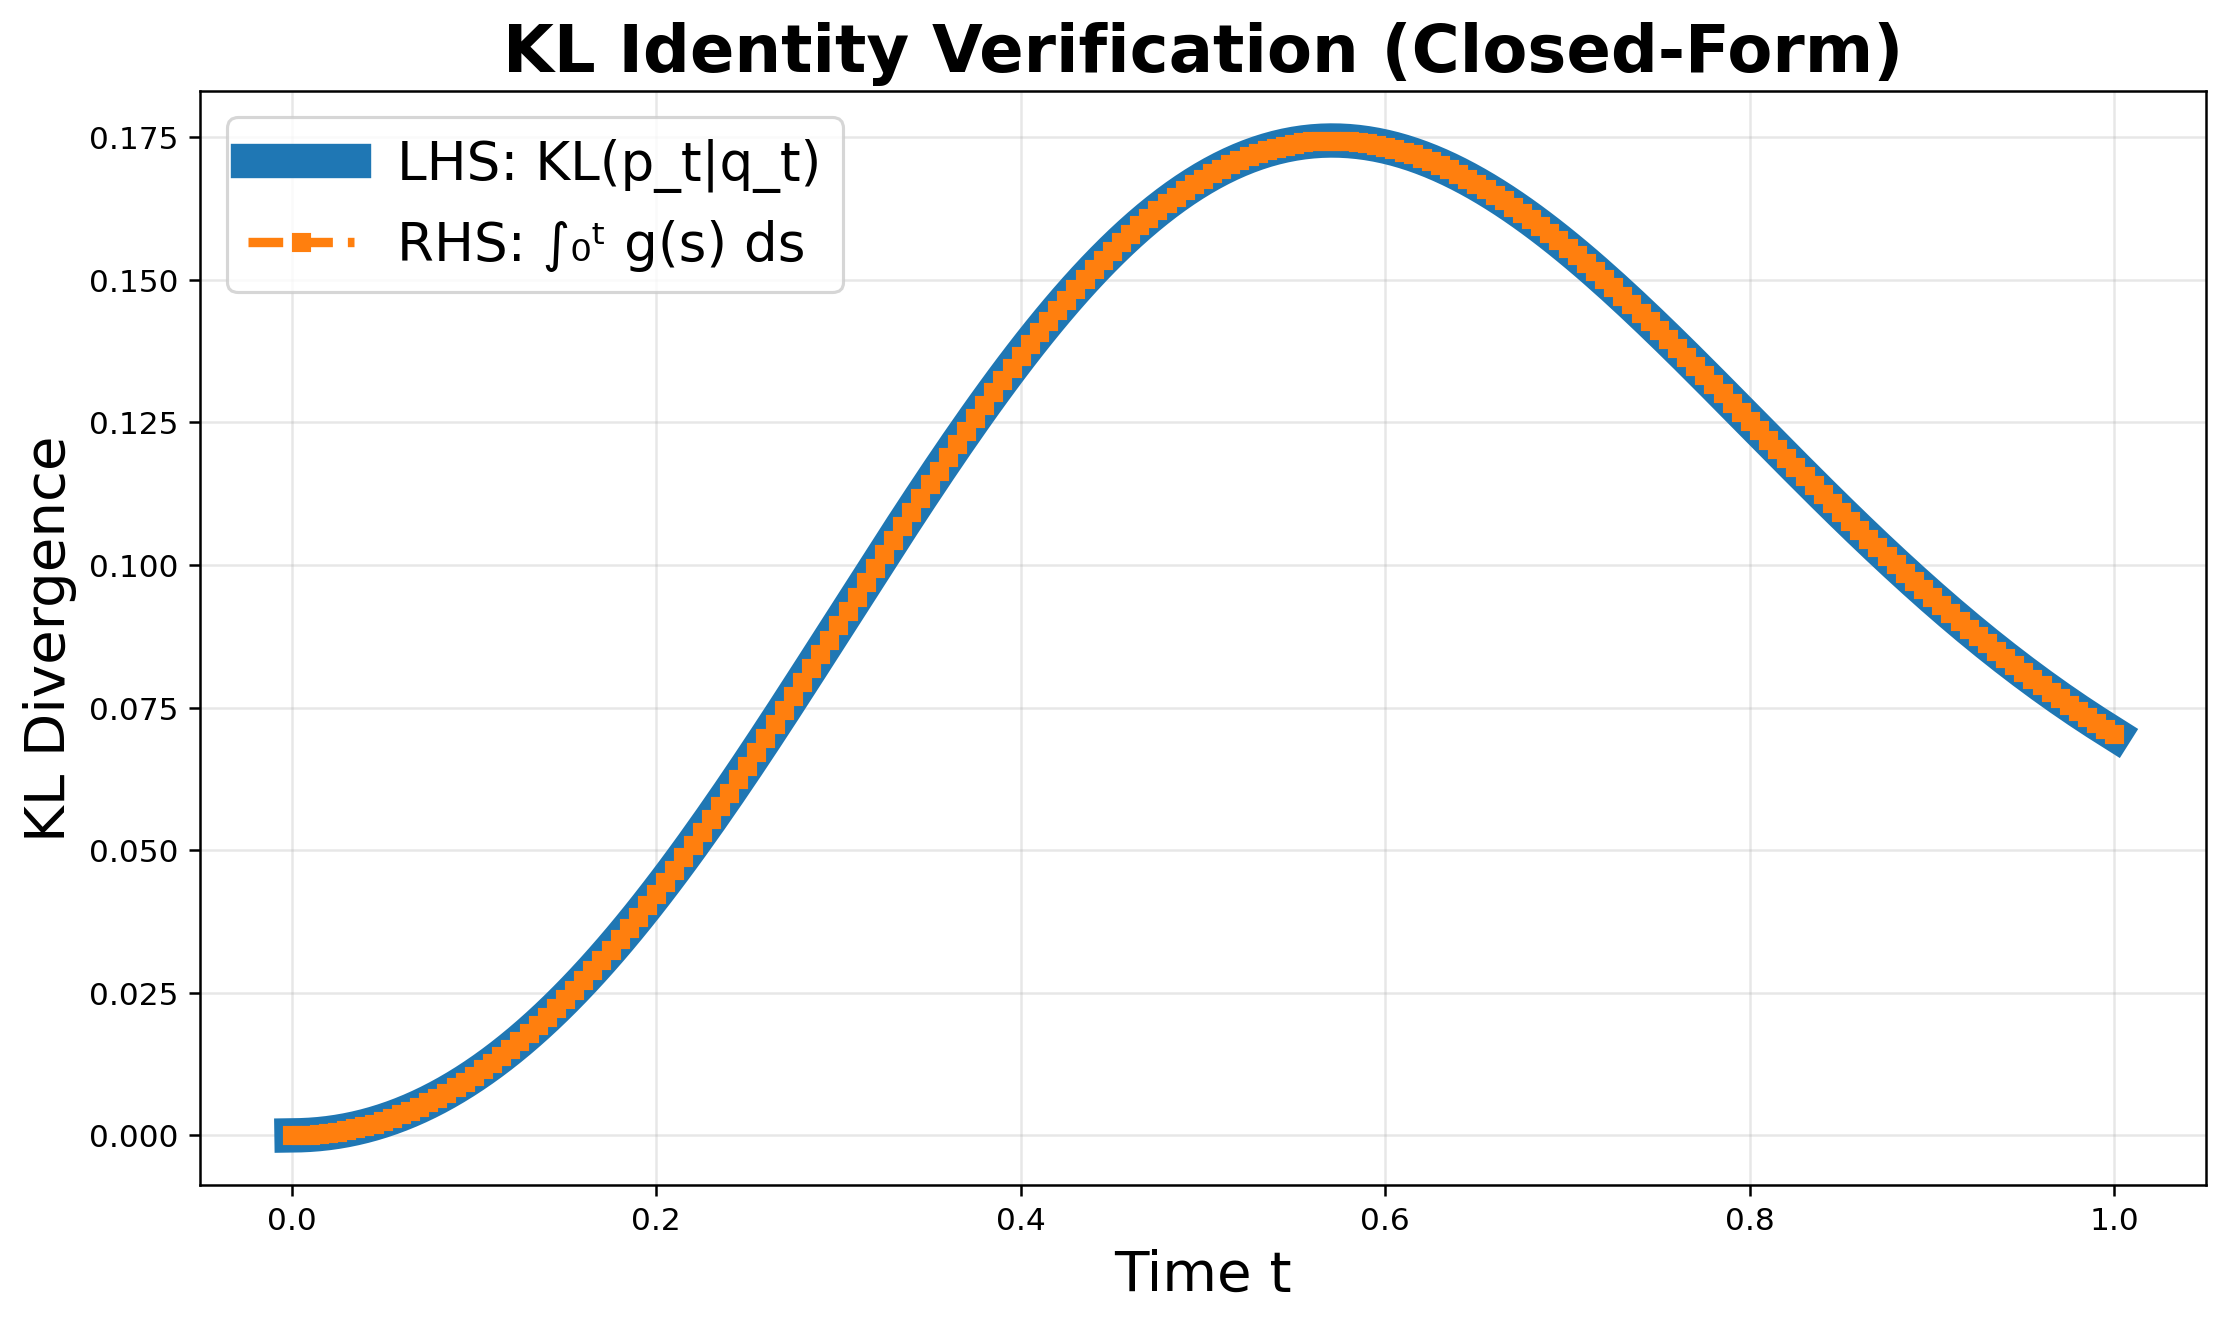 KL Identity Verification (Closed-Form)
LHS: KL(p_t|q_t)
RHS: ∫₀ᵗ g(s) ds
KL Divergence
0.175
0.150
0.125
0.100
0.075
0.050
0.025
0.000
0.0 0.2 0.4 0.6 0.8 1.0
Time t